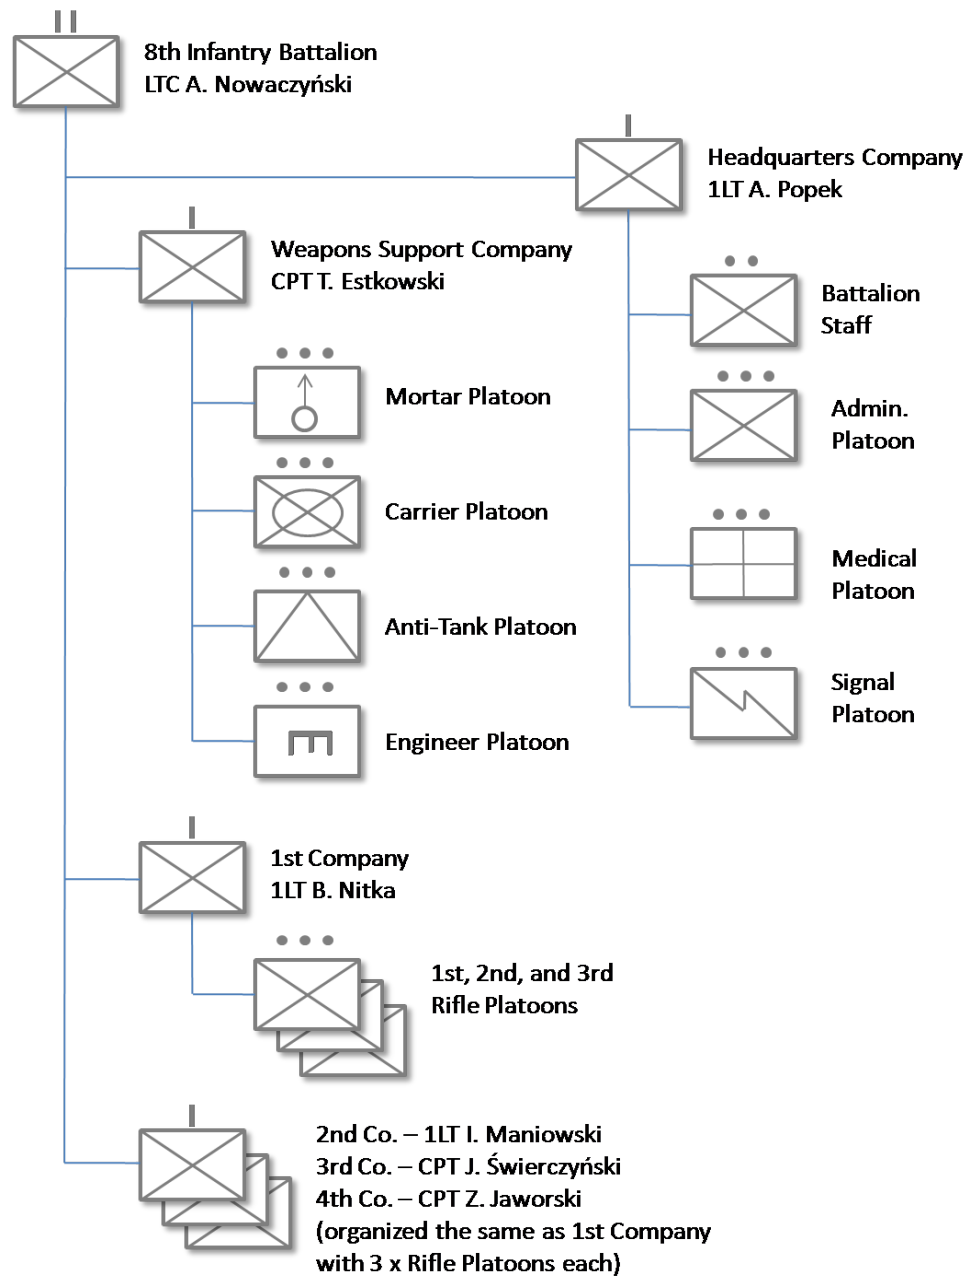 8th Infantry Battalion
LTC A. Nowaczyński
Headquarters Company
1LT A. Popek
Weapons Support Company
CPT T. Estkowski
Battalion
Staff
Mortar Platoon
Admin.
Platoon
Carrier Platoon
Medical
Platoon
Anti-Tank Platoon
Signal
Platoon
Engineer Platoon
1st Company
1LT B. Nitka
1st, 2nd, and 3rd
Rifle Platoons
2nd Co. – 1LT I. Maniowski
3rd Co. – CPT J. Świerczyński
4th Co. – CPT Z. Jaworski
(organized the same as 1st Company
with 3 x Rifle Platoons each)